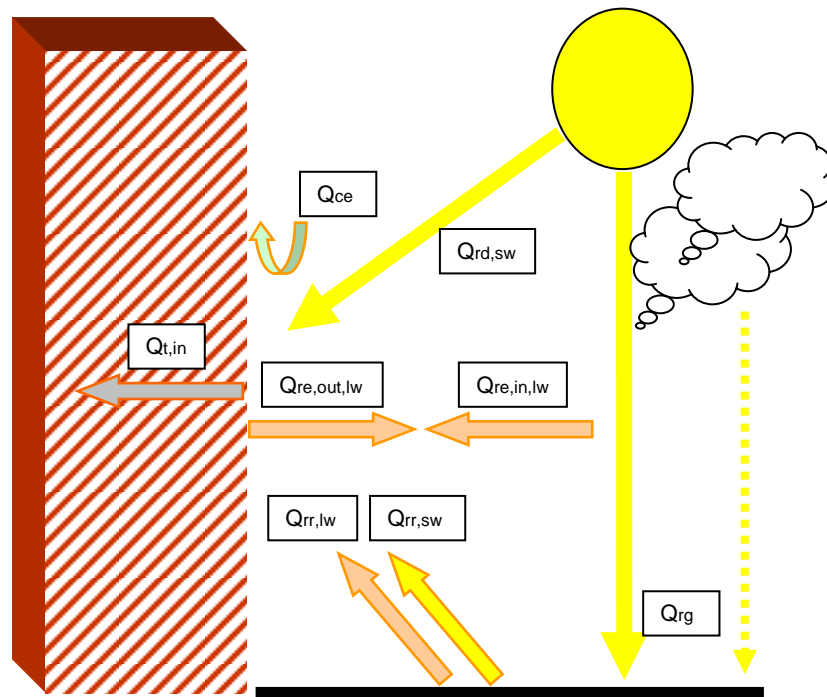 Qce
Qrd,sw
Qt,in
Qre,out,lw
Qre,in,lw
Qrr,lw
Qrr,sw
Qrg